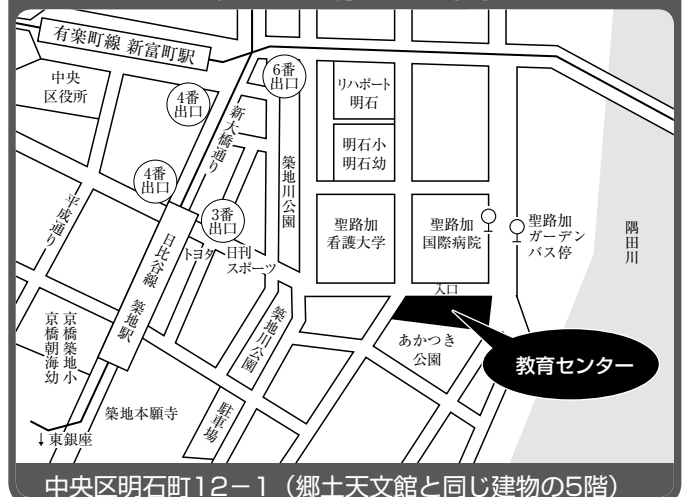 有楽町線 新富町駅
中央
区役所
4番
出口
6番
出口
リハポート
明石
明石小
明石幼
新大橋通り
築地川公園
4番
出口
3番
出口
平成通り
日比谷線 築地駅
トヨタ
日刊
スポーツ
聖路加
看護大学
聖路加
国際病院
聖路加
ガーデン
バス停
隅田川
入口
あかつき
公園
教育センター
築地川公園
京橋築地小
京橋朝海幼
築地本願寺
駐車場
↓東銀座
中央区明石町12−1（郷土天文館と同じ建物の5階）